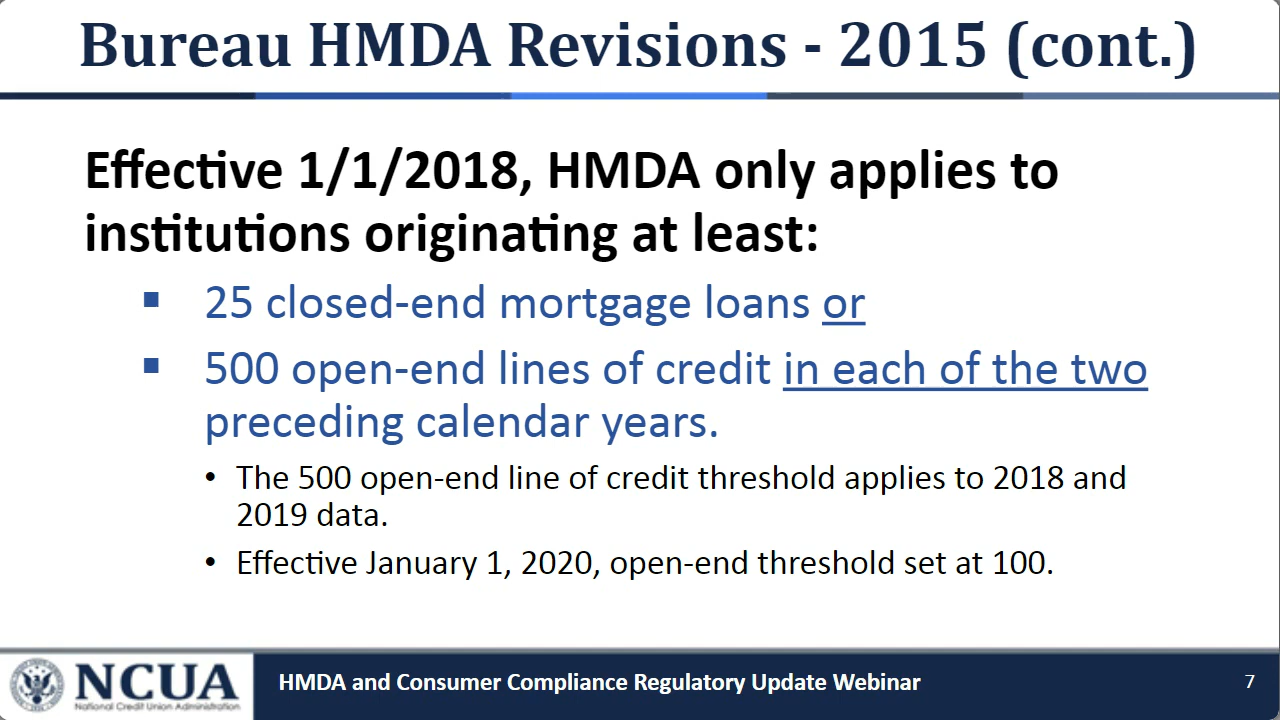 Bureau HMDA Revisions - 2015 (cont.)
Effective 1/1/2018, HMDA only applies to
institutions originating at least:
▪ 25 closed-end mortgage loans or
▪ 500 open-end lines of credit in each of the two
preceding calendar years.
• The 500 open-end line of credit threshold applies to 2018 and
2019 data.
• Effective January 1, 2020, open-end threshold set at 100.
NCUA
National Credit Union Administration
HMDA and Consumer Compliance Regulatory Update Webinar
7